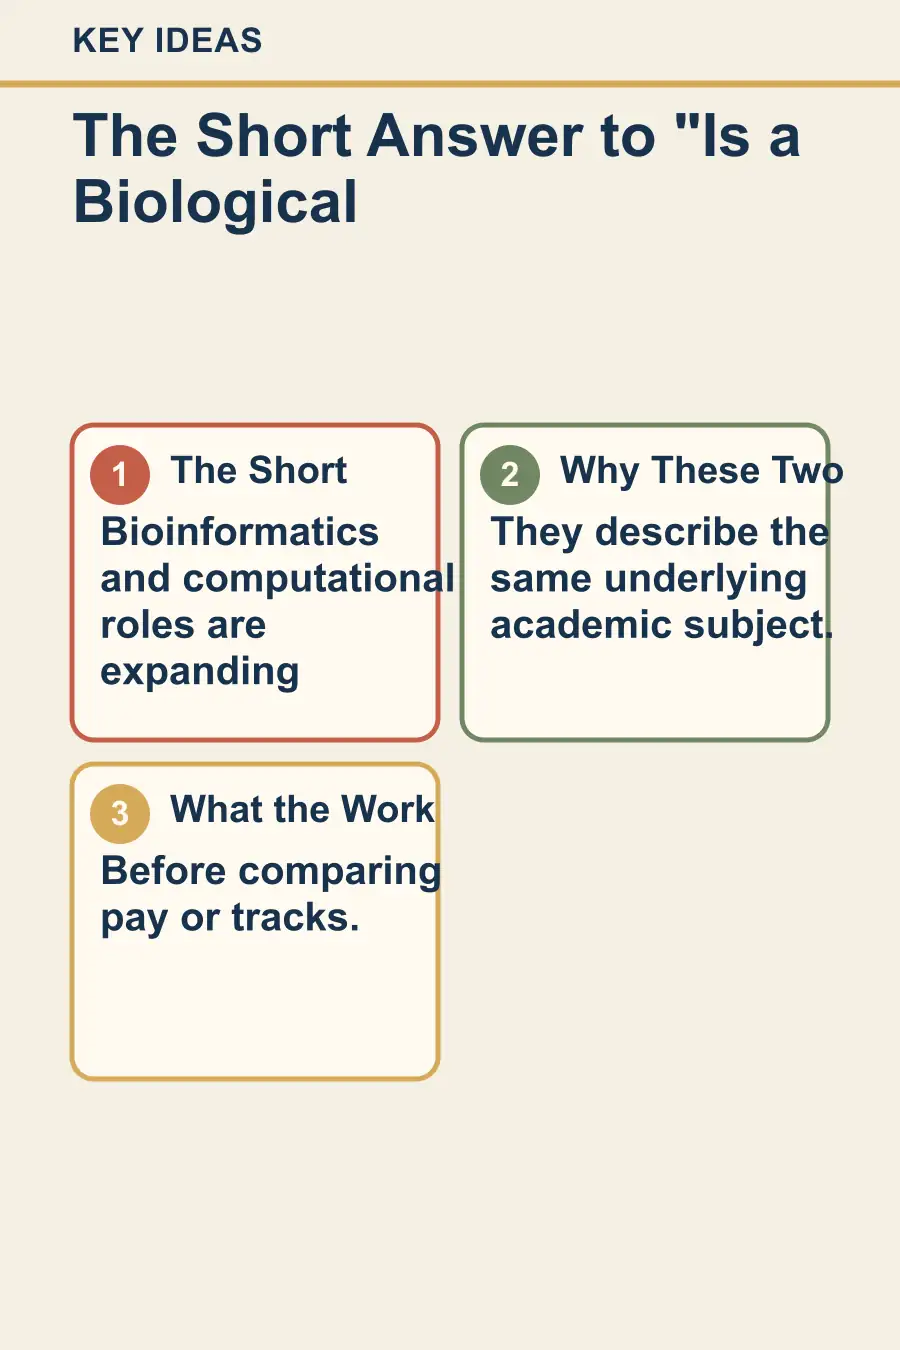 KEY IDEAS
The Short Answer to "Is a
Biological
1 The Short
Bioinformatics
and computational
roles are
expanding
2 Why These Two
They describe the
same underlying
academic subject.
3 What the Work
Before comparing
pay or tracks.